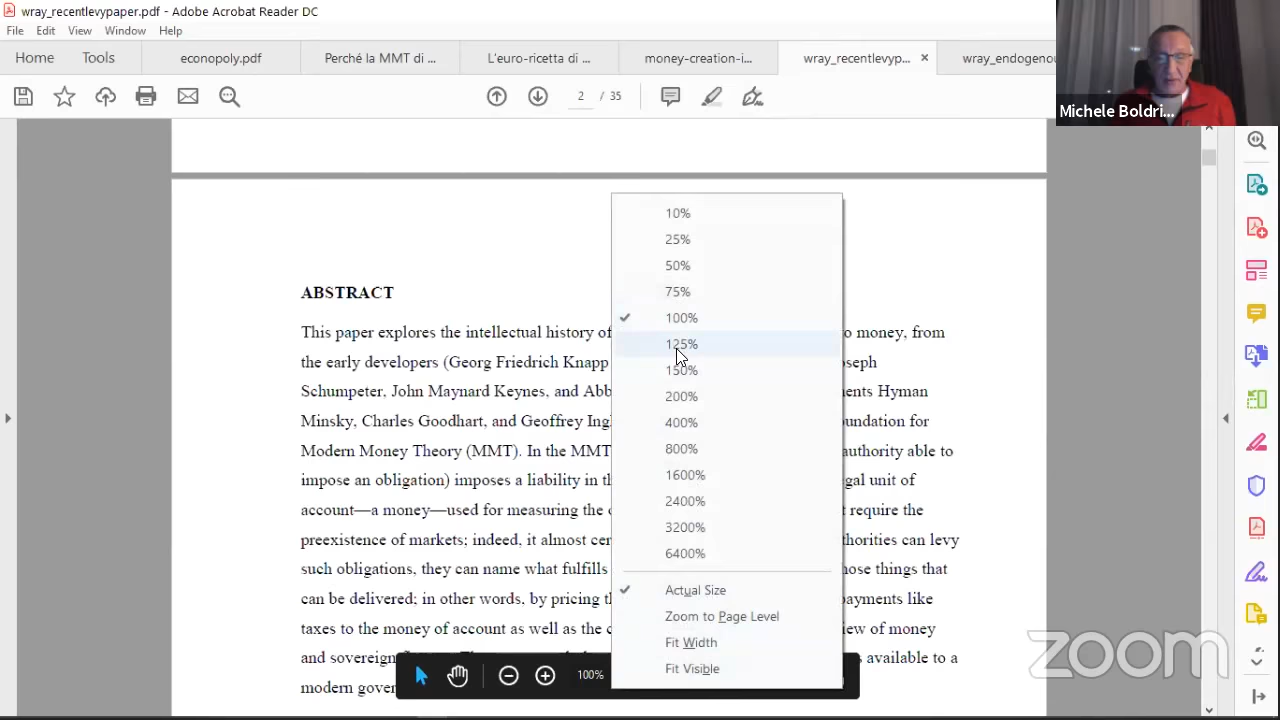 wray_recentlevypaper.pdf - Adobe Acrobat Reader DC
File Edit View Window Help
Home Tools econopoly.pdf Perché la MMT di ... L'euro-ricetta di ... money-creation-i... wray_recentlevyp... × wray_endogenou
2 / 35
Michele Boldri...
ABSTRACT
This paper explores the intellectual history of o money, from
the early developers (Georg Friedrich Knapp oseph
Schumpeter, John Maynard Keynes, and Abb ents Hyman
Minsky, Charles Goodhart, and Geoffrey Ing undation for
Modern Money Theory (MMT). In the MMT authority able to
impose an obligation) imposes a liability in th gal unit of
account—a money—used for measuring the t require the
preexistence of markets; indeed, it almost cer thorities can levy
such obligations, they can name what fulfills hose things that
can be delivered; in other words, by pricing th payments like
taxes to the money of account as well as the iew of money
and sovereign s available to a
modern gover
10%
25%
50%
75%
100%
125%
150%
200%
400%
800%
1600%
2400%
3200%
6400%
Actual Size
Zoom to Page Level
Fit Width
Fit Visible
100%
zoom